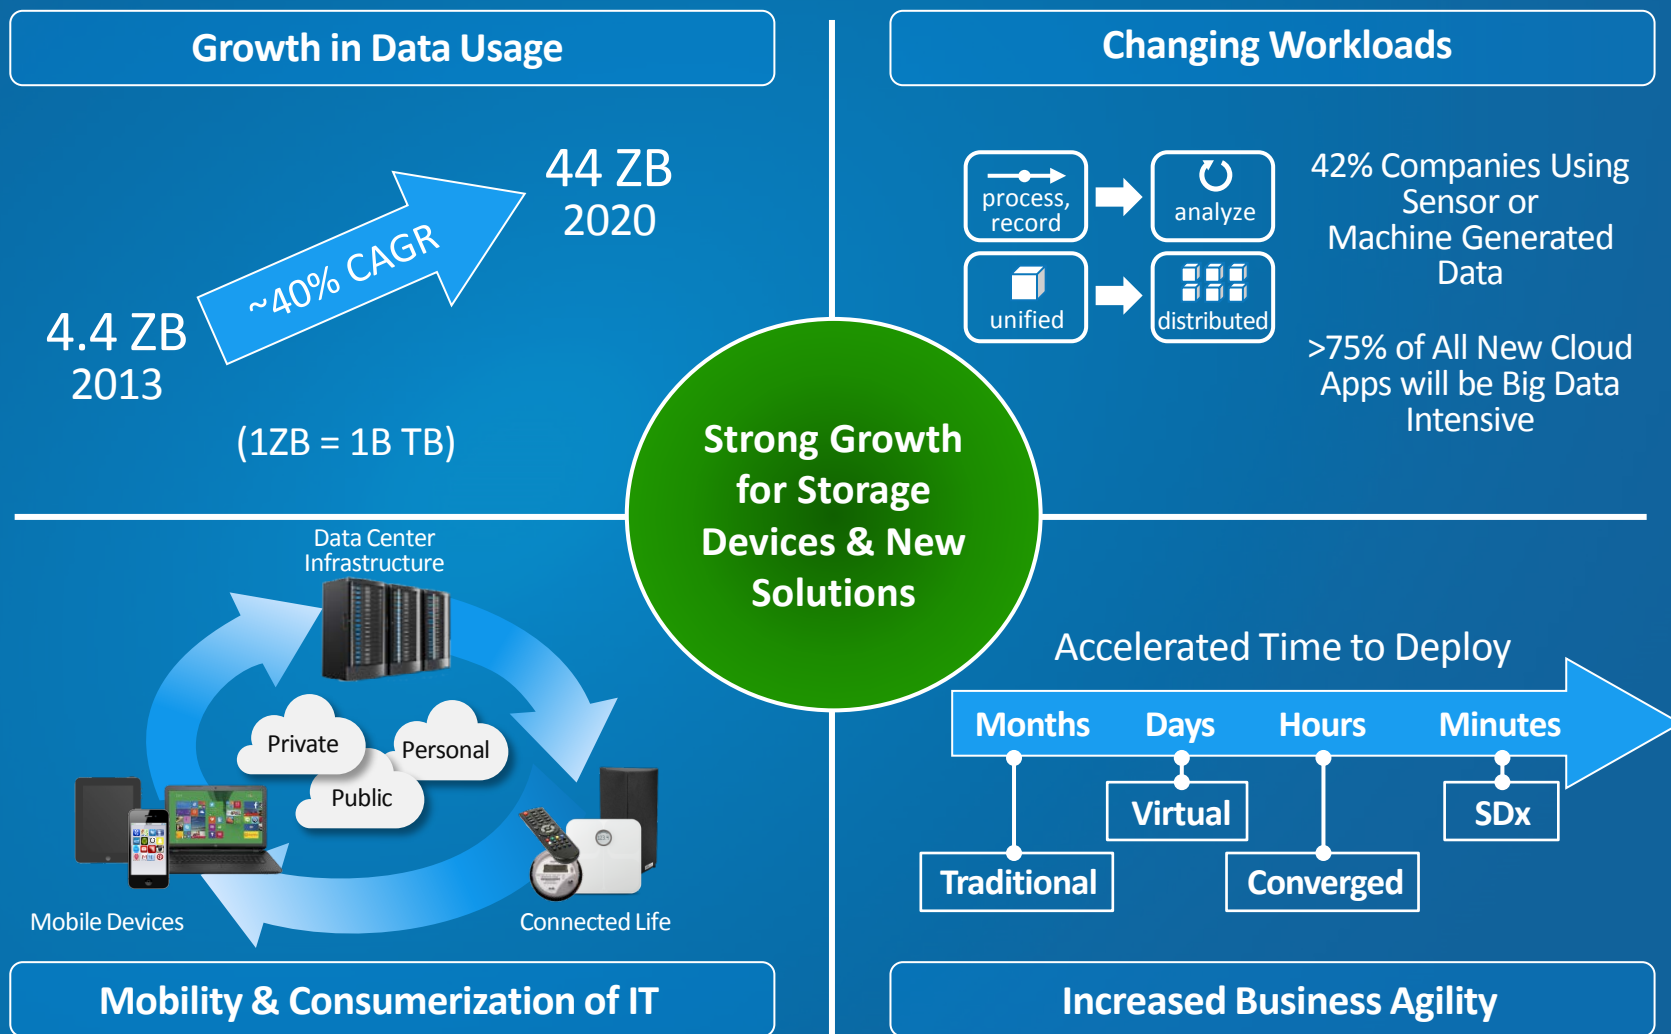 Growth in Data Usage
44 ZB
2020
~40% CAGR
4.4 ZB
2013
(1ZB = 1B TB)
Changing Workloads
process,
record
analyze
unified
distributed
42% Companies Using
Sensor or
Machine Generated
Data
>75% of All New Cloud
Apps will be Big Data
Intensive
Strong Growth
for Storage
Devices & New
Solutions
Data Center
Infrastructure
Private
Personal
Public
Mobile Devices
Connected Life
Mobility & Consumerization of IT
Accelerated Time to Deploy
Months
Days
Hours
Minutes
Virtual
SDx
Traditional
Converged
Increased Business Agility